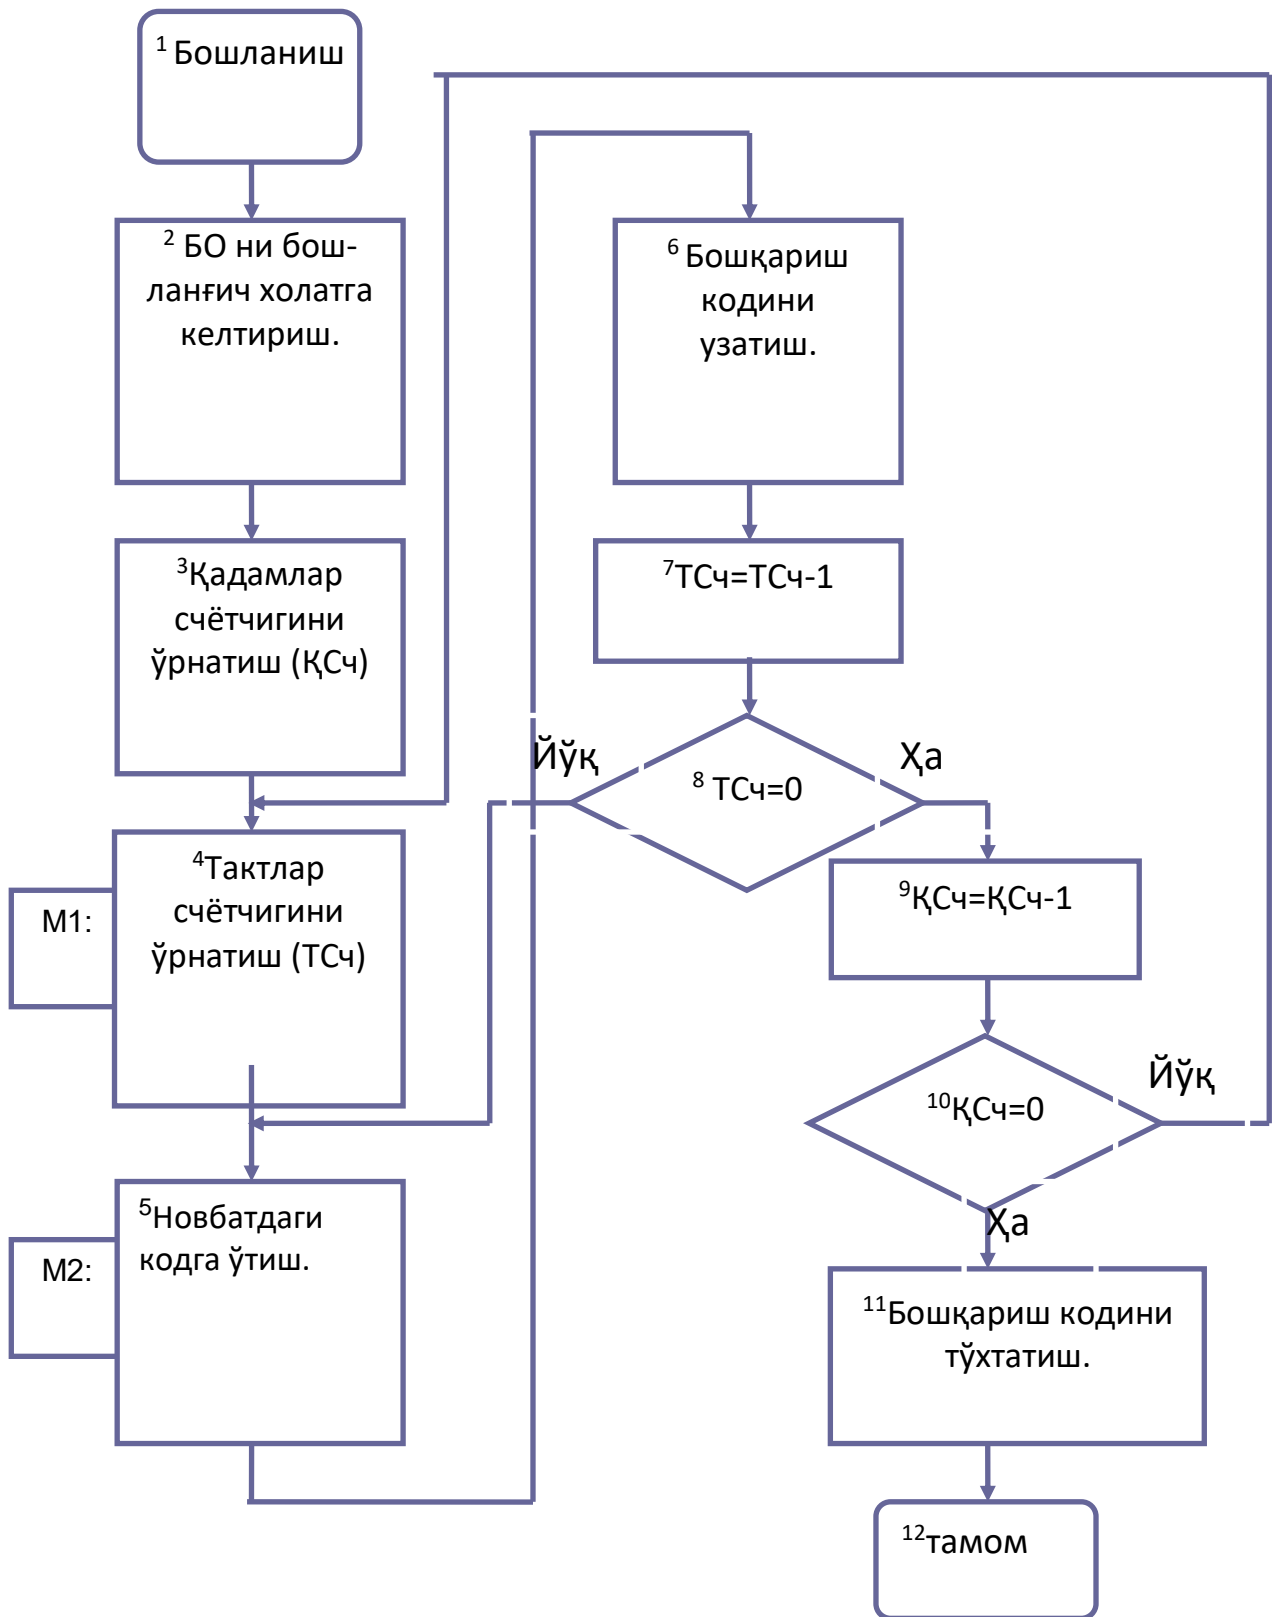 ¹ Бошланиш
² БО ни бош-
ланғич холатга
келтириш.
³Қадамлар
счётчигини
ўрнатиш (ҚСч)
М1:
⁴Тактлар
счётчигини
ўрнатиш (ТСч)
М2:
⁵Новбатдаги
кодга ўтиш.
⁶ Бошқариш
кодини
узатиш.
⁷ТСч=ТСч-1
Йўқ
⁸ ТСч=0
Ҳа
⁹ҚСч=ҚСч-1
¹⁰ҚСч=0
Йўқ
Ҳа
¹¹Бошқариш кодини
тўхтатиш.
¹²тамом